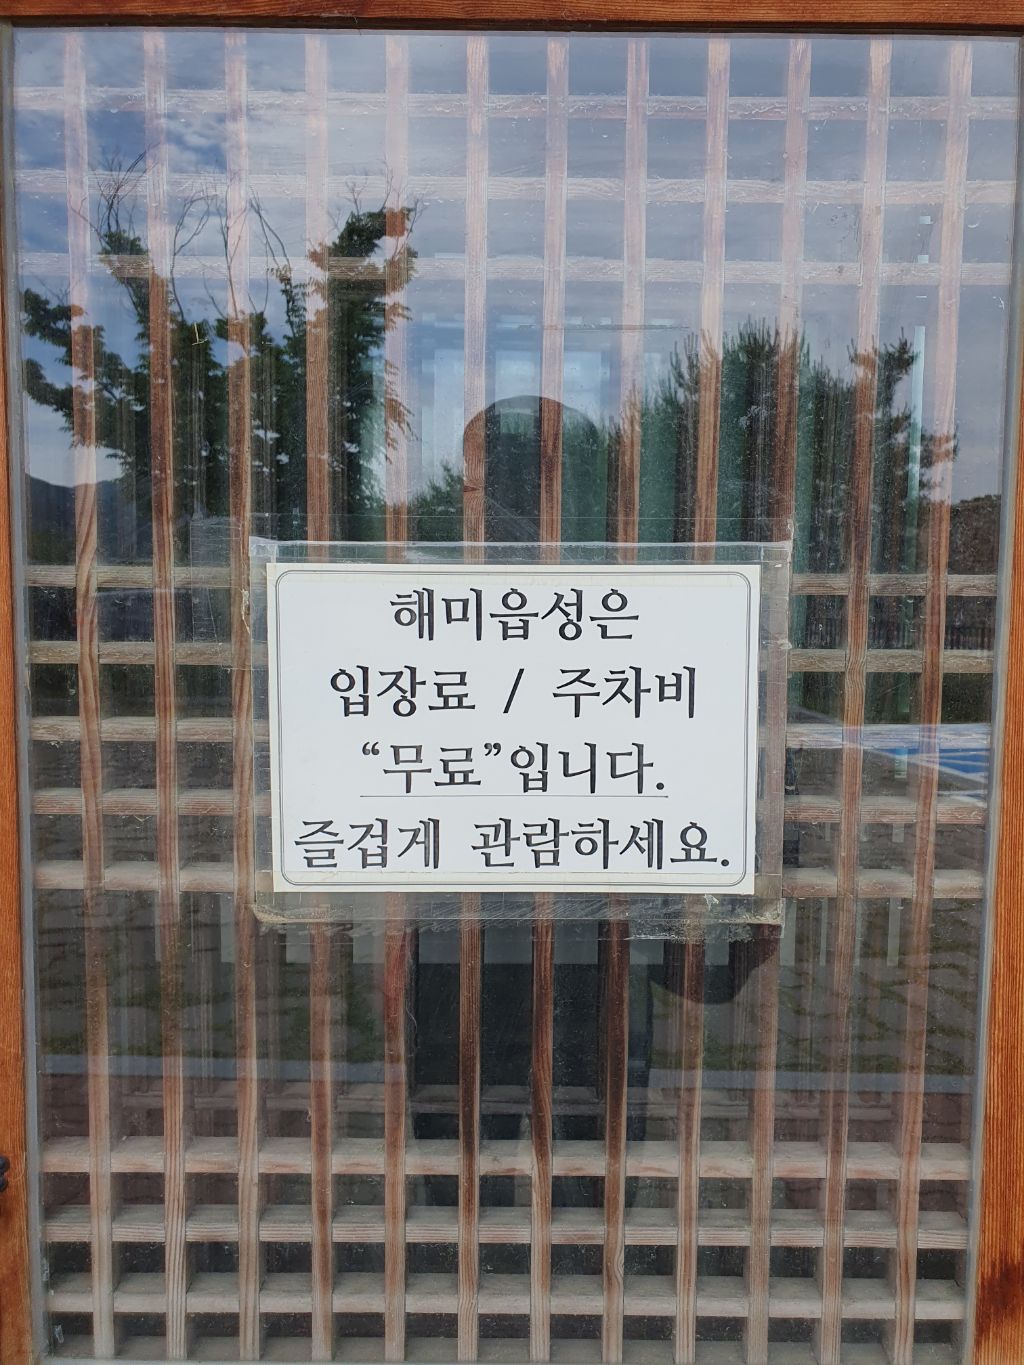 해미읍성은
입장료 / 주차비
“무료”입니다.
즐겁게 관람하세요.